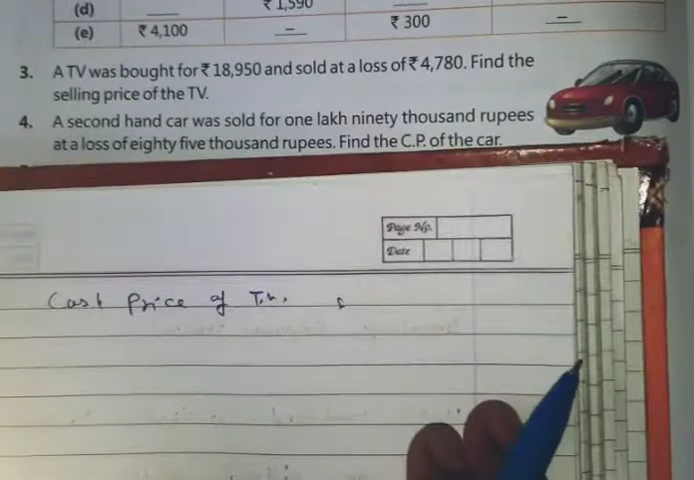 (d) ₹ 1,590
(e) ₹ 4,100 – ₹ 300 –
3. A TV was bought for ₹ 18,950 and sold at a loss of ₹ 4,780. Find the
selling price of the TV.
4. A second hand car was sold for one lakh ninety thousand rupees
at a loss of eighty five thousand rupees. Find the C.P. of the car.
Page No.
Date
Cost Price of T.V.